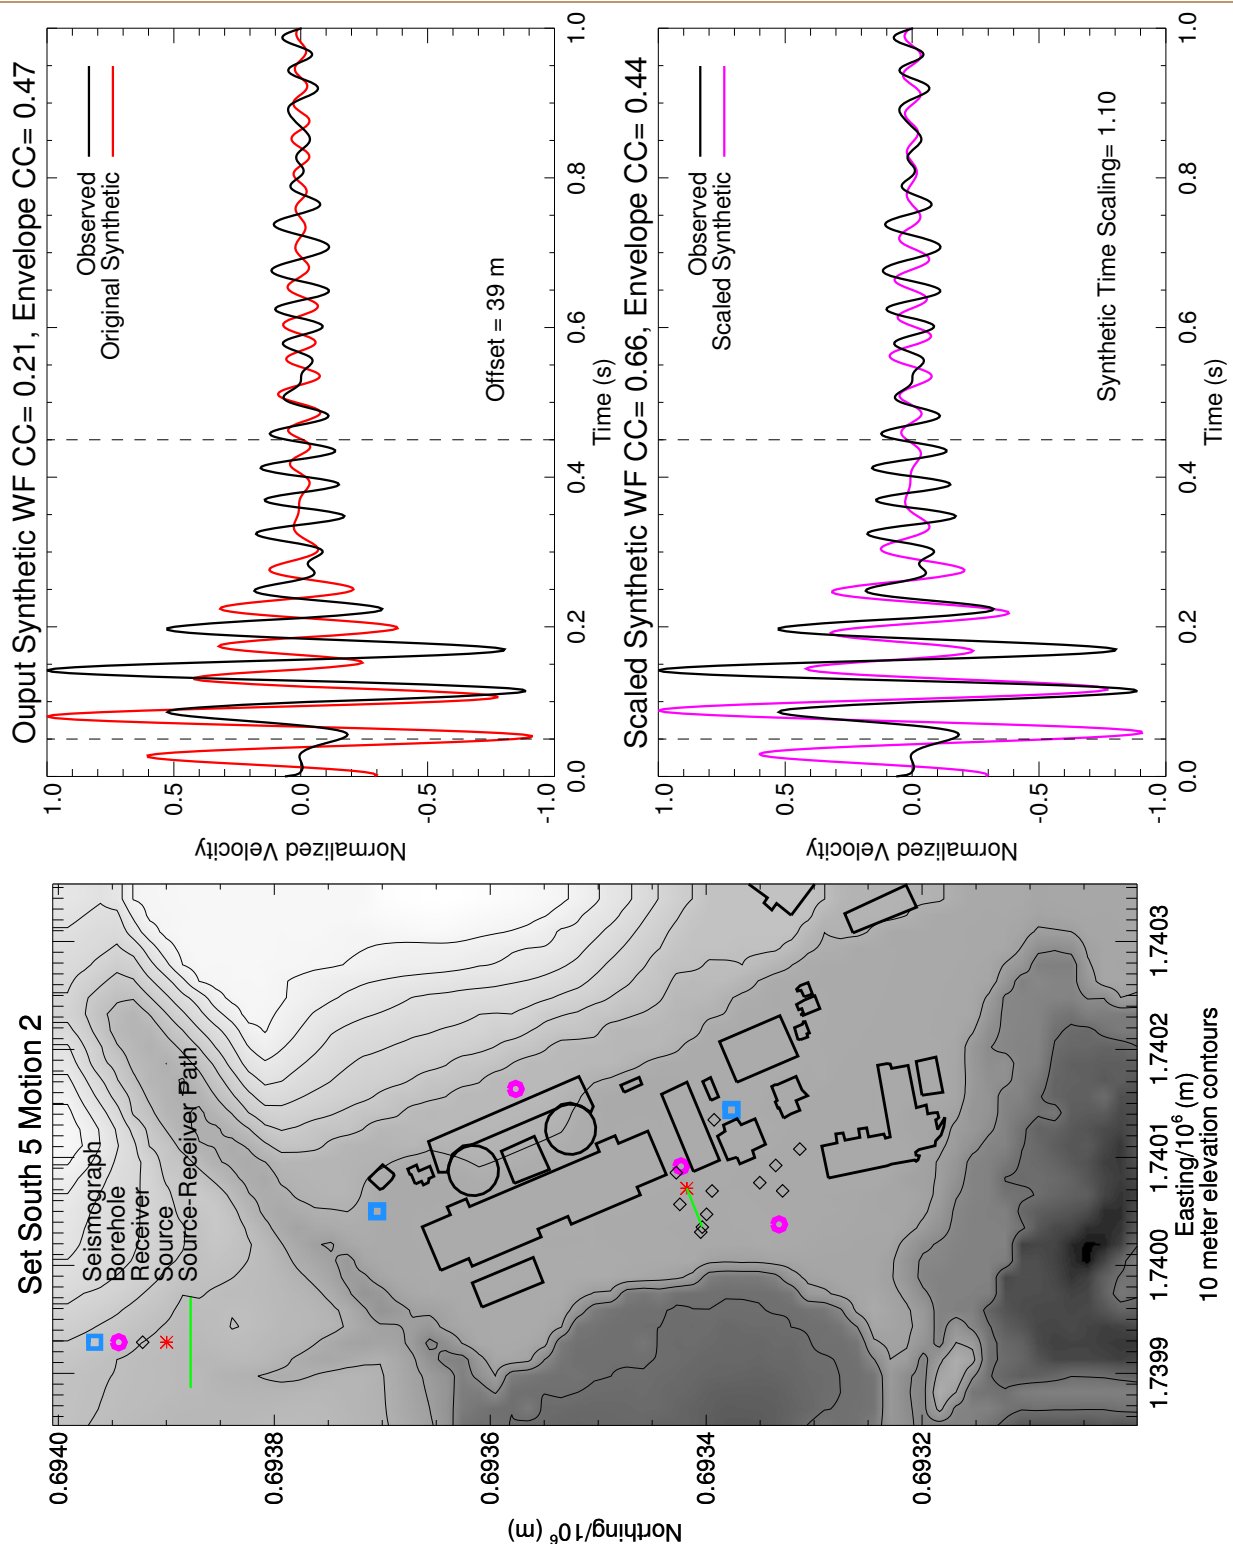 Set South 5 Motion 2
Seismograph
Borehole
Receiver
Source
Source-Receiver Path
0.6940
0.6938
0.6936
0.6934
0.6932
Northing/10⁶ (m)
1.7399
1.7400
1.7401
1.7402
1.7403
Easting/10⁶ (m)
10 meter elevation contours
Ouput Synthetic WF CC= 0.21, Envelope CC= 0.47
Observed
Original Synthetic
Offset = 39 m
1.0
0.5
0.0
-0.5
-1.0
Normalized Velocity
0.0
0.2
0.4
0.6
0.8
1.0
Time (s)
Scaled Synthetic WF CC= 0.66, Envelope CC= 0.44
Observed
Scaled Synthetic
Synthetic Time Scaling= 1.10
1.0
0.5
0.0
-0.5
-1.0
Normalized Velocity
0.0
0.2
0.4
0.6
0.8
1.0
Time (s)